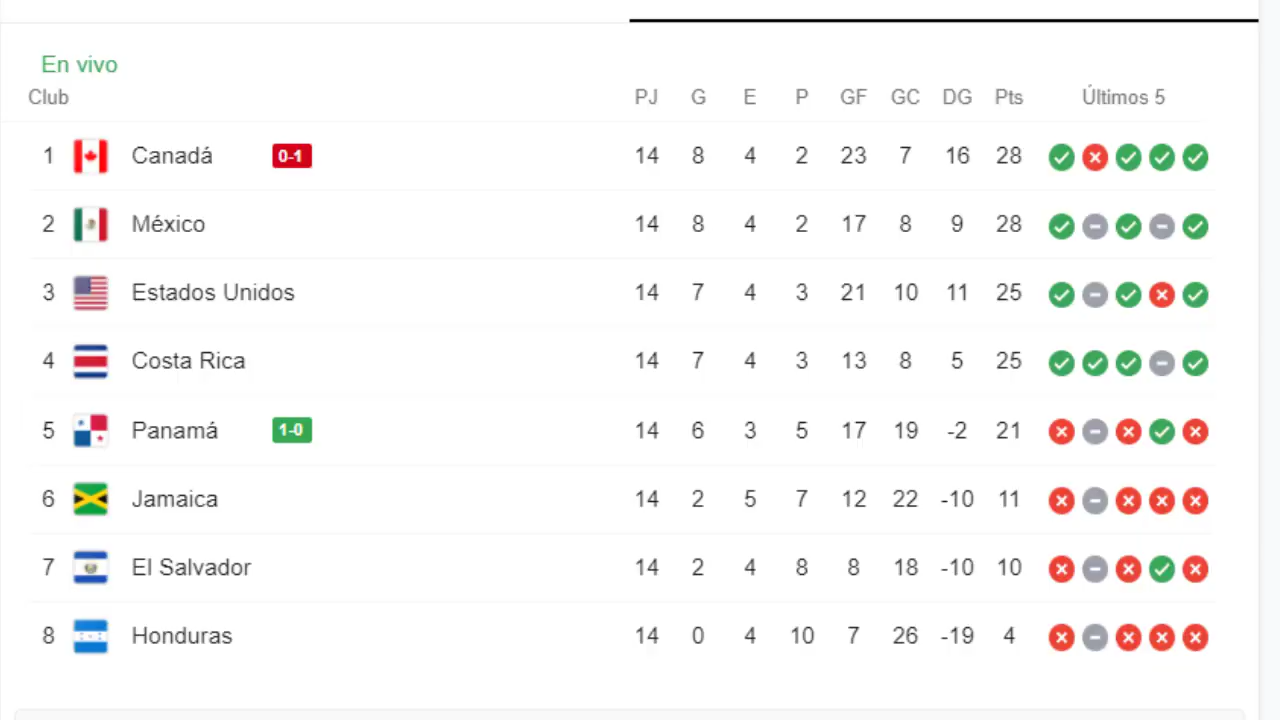 En vivo
Club PJ G E P GF GC DG Pts Últimos 5
1 Canadá 0-1 14 8 4 2 23 7 16 28
2 México 14 8 4 2 17 8 9 28
3 Estados Unidos 14 7 4 3 21 10 11 25
4 Costa Rica 14 7 4 3 13 8 5 25
5 Panamá 1-0 14 6 3 5 17 19 -2 21
6 Jamaica 14 2 5 7 12 22 -10 11
7 El Salvador 14 2 4 8 8 18 -10 10
8 Honduras 14 0 4 10 7 26 -19 4